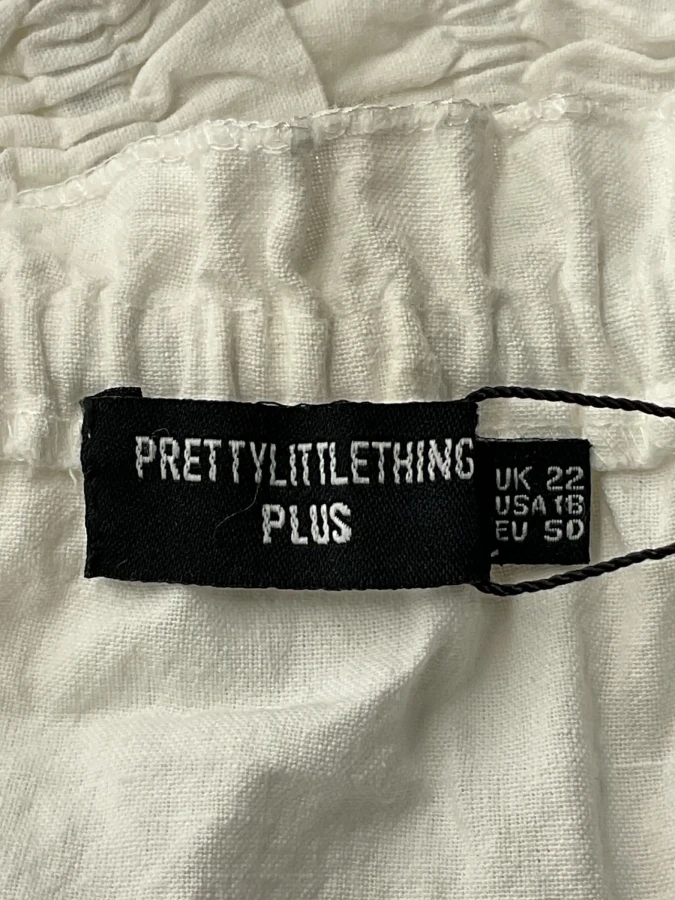 PRETTYLITTLETHING
PLUS
UK 22
USA 18
EU 50